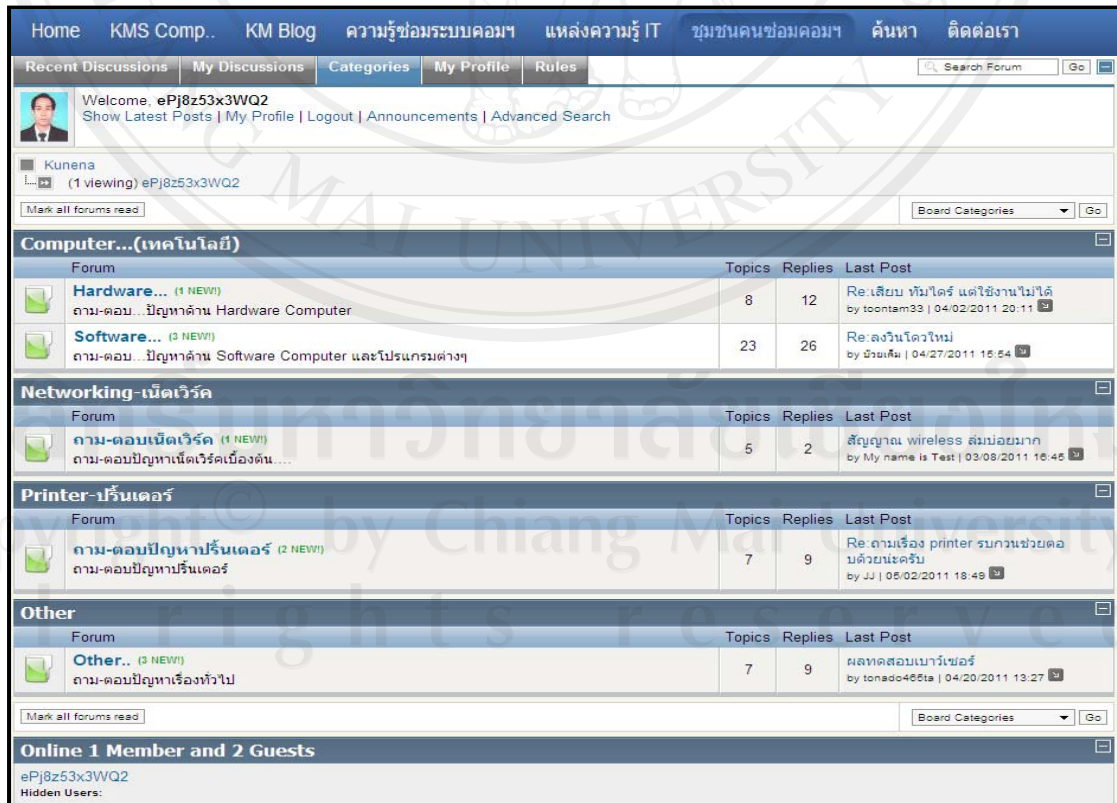 Home KMS Comp.. KM Blog ความรู้ซ่อมระบบคอมฯ แหล่งความรู้ IT ชุมชนคนซ่อมคอมฯ ค้นหา ติดต่อเรา
Recent Discussions My Discussions Categories My Profile Rules Search Forum Go
Welcome, ePj8z53x3WQ2
Show Latest Posts | My Profile | Logout | Announcements | Advanced Search
Kunena
(1 viewing) ePj8z53x3WQ2
Mark all forums read Board Categories Go
Computer...(เทคโนโลยี)
Forum Topics Replies Last Post
Hardware... (1 NEW!) 8 12 Re:เสียบ ทัมไดร์ แต่ใช้งานไม่ได้
ถาม-ตอบ...ปัญหาด้าน Hardware Computer by toontam33 | 04/02/2011 20:11
Software... (3 NEW!) 23 26 Re:ลงวินโดวใหม่
ถาม-ตอบ...ปัญหาด้าน Software Computer และโปรแกรมต่างๆ by บ๊วยเค็ม | 04/27/2011 15:54
Networking-เน็ตเวิร์ค
Forum Topics Replies Last Post
ถาม-ตอบเน็ตเวิร์ค (1 NEW!) 5 2 สัญญาณ wireless ล่มบ่อยมาก
ถาม-ตอบปัญหาเน็ตเวิร์คเบื้องต้น.... by My name is Test | 03/08/2011 16:45
Printer-ปริ้นเตอร์
Forum Topics Replies Last Post
ถาม-ตอบปัญหาปริ้นเตอร์ (2 NEW!) 7 9 Re:ถามเรื่อง printer รบกวนช่วยตอ
บด้วยน่ะครับ
ถาม-ตอบปัญหาปริ้นเตอร์ by JJ | 05/02/2011 18:49
Other
Forum Topics Replies Last Post
Other.. (3 NEW!) 7 9 ผลทดสอบเบาว์เซอร์
ถาม-ตอบปัญหาเรื่องทั่วไป by tonado466ta | 04/20/2011 13:27
Mark all forums read Board Categories Go
Online 1 Member and 2 Guests
ePj8z53x3WQ2
Hidden Users:
MAI UNIVERSITY
Copyright© by Chiang Mai University
rights reserve